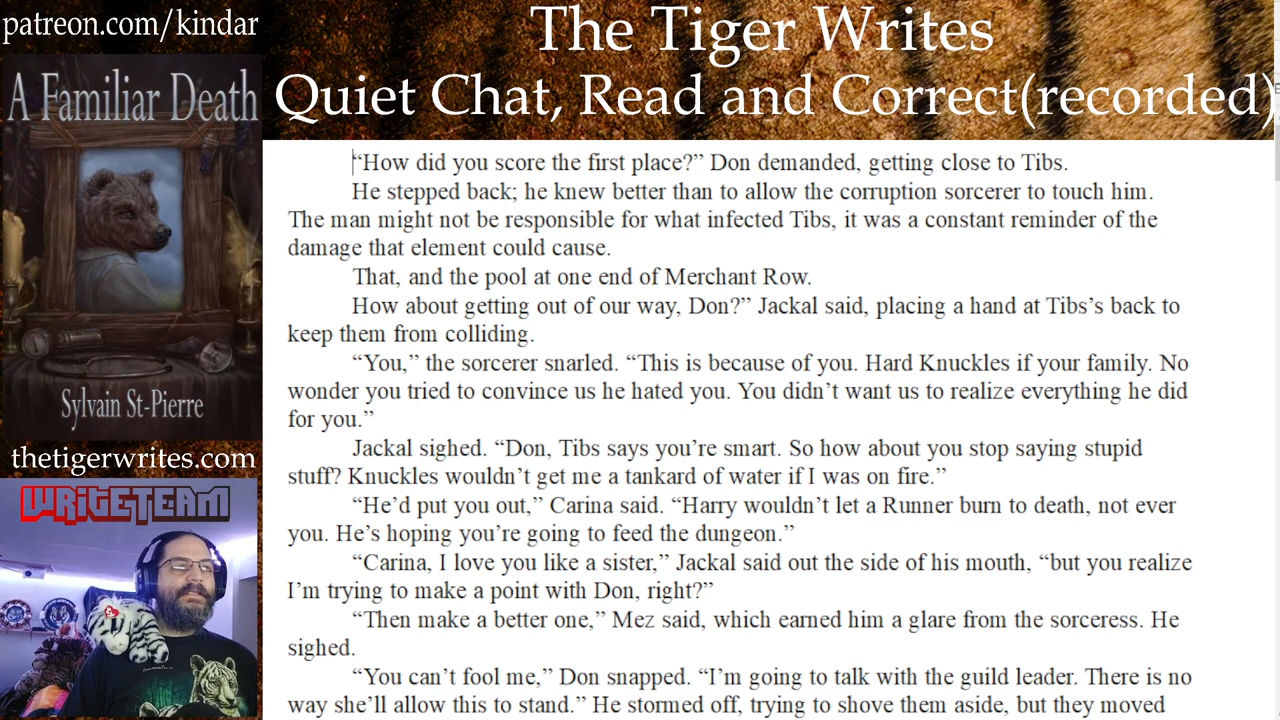 patreon.com/kindar
The Tiger Writes
Quiet Chat, Read and Correct(recorded)
A Familiar Death
Sylvain St-Pierre
thetigerwrites.com
WRITETEAM
“How did you score the first place?” Don demanded, getting close to Tibs.
He stepped back; he knew better than to allow the corruption sorcerer to touch him.
The man might not be responsible for what infected Tibs, it was a constant reminder of the
damage that element could cause.
That, and the pool at one end of Merchant Row.
How about getting out of our way, Don?” Jackal said, placing a hand at Tibs’s back to
keep them from colliding.
“You,” the sorcerer snarled. “This is because of you. Hard Knuckles if your family. No
wonder you tried to convince us he hated you. You didn’t want us to realize everything he did
for you.”
Jackal sighed. “Don, Tibs says you’re smart. So how about you stop saying stupid
stuff? Knuckles wouldn’t get me a tankard of water if I was on fire.”
“He’d put you out,” Carina said. “Harry wouldn’t let a Runner burn to death, not ever
you. He’s hoping you’re going to feed the dungeon.”
“Carina, I love you like a sister,” Jackal said out the side of his mouth, “but you realize
I’m trying to make a point with Don, right?”
“Then make a better one,” Mez said, which earned him a glare from the sorceress. He
sighed.
“You can’t fool me,” Don snapped. “I’m going to talk with the guild leader. There is no
way she’ll allow this to stand.” He stormed off, trying to shove them aside, but they moved